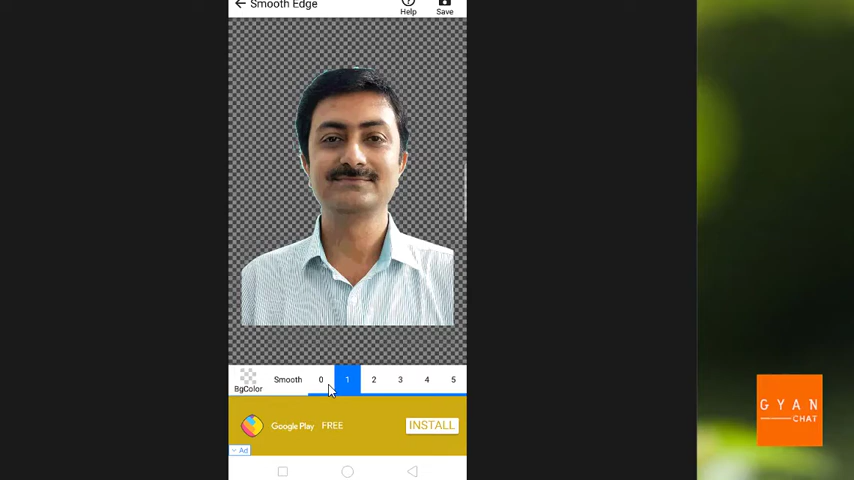 Smooth Edge
Help
Save
BgColor
Smooth
0
1
2
3
4
5
Google Play
FREE
INSTALL
Ad
GYAN
CHAT